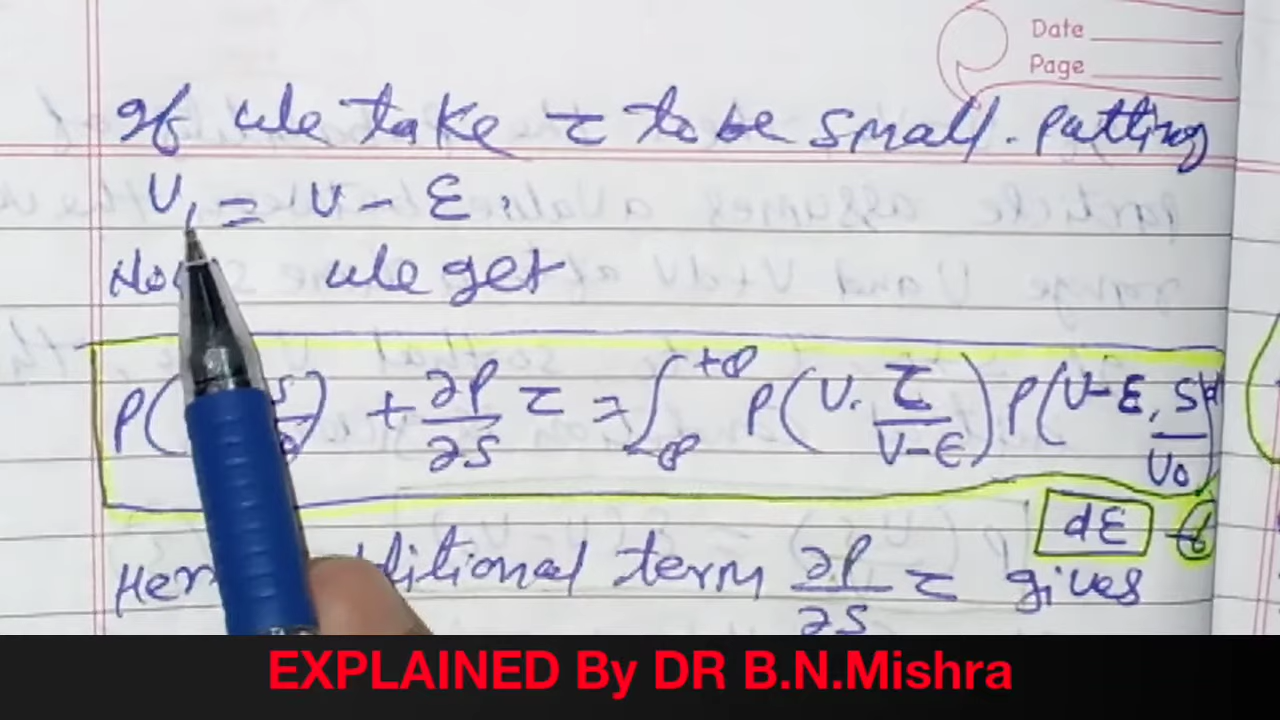 Date
Page
If we take τ to be small. Putting
V₁ = V - ε,
we get
P( s ) + ∂P/∂s τ = ∫_{-∞}^{+∞} P(V, τ/V-ε) P(V-ε, s/V₀)
dε
term ∂P/∂s τ gives
EXPLAINED By DR B.N.Mishra